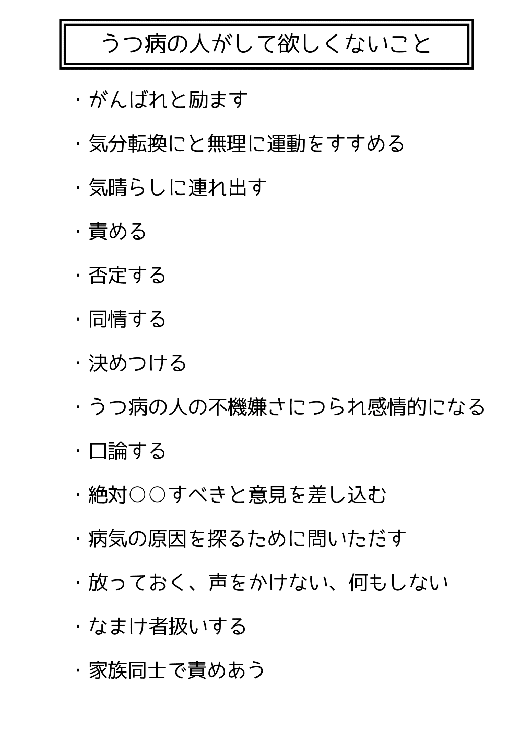 うつ病の人がして欲しくないこと
・がんばれと励ます
・気分転換にと無理に運動をすすめる
・気晴らしに連れ出す
・責める
・否定する
・同情する
・決めつける
・うつ病の人の不機嫌さにつられ感情的になる
・口論する
・絶対○○すべきと意見を差し込む
・病気の原因を探るために問いただす
・放っておく、声をかけない、何もしない
・なまけ者扱いする
・家族同士で責めあう